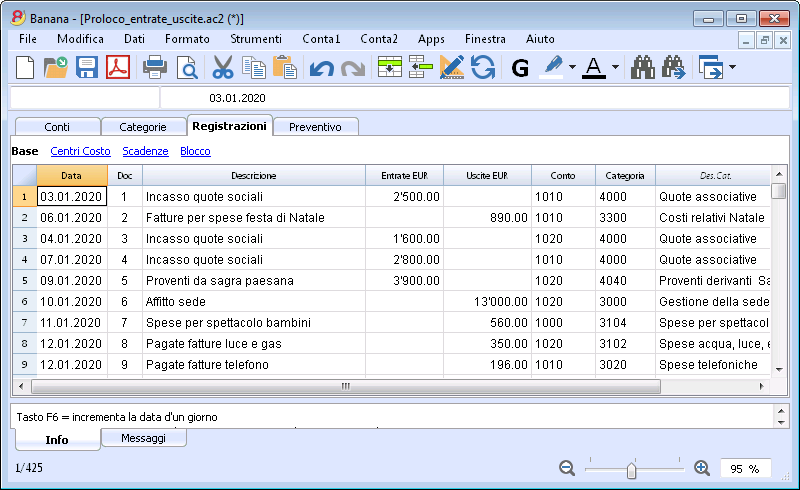 Banana - [Proloco_entrate_uscite.ac2 (*)]
File Modifica Dati Formato Strumenti Conta1 Conta2 Apps Finestra Aiuto
G A
03.01.2020
Conti Categorie Registrazioni Preventivo
Base Centri Costo Scadenze Blocco
Data Doc Descrizione Entrate EUR Uscite EUR Conto Categoria Des.Cat.
1 03.01.2020 1 Incasso quote sociali 2'500.00 1010 4000 Quote associative
2 06.01.2020 2 Fatture per spese festa di Natale 890.00 1010 3300 Costi relativi Natale
3 04.01.2020 3 Incasso quote sociali 1'600.00 1020 4000 Quote associative
4 07.01.2020 4 Incasso quote sociali 2'800.00 1010 4000 Quote associative
5 09.01.2020 5 Proventi da sagra paesana 3'900.00 1020 4040 Proventi derivanti Sa
6 10.01.2020 6 Affitto sede 13'000.00 1020 3000 Gestione della sede
7 11.01.2020 7 Spese per spettacolo bambini 560.00 1000 3104 Spese per spettacol
8 12.01.2020 8 Pagate fatture luce e gas 350.00 1020 3102 Spese acqua, luce, e
9 12.01.2020 9 Pagate fatture telefono 196.00 1010 3020 Spese telefoniche
Tasto F6 = incrementa la data d'un giorno
Info Messaggi
1/425 95 %